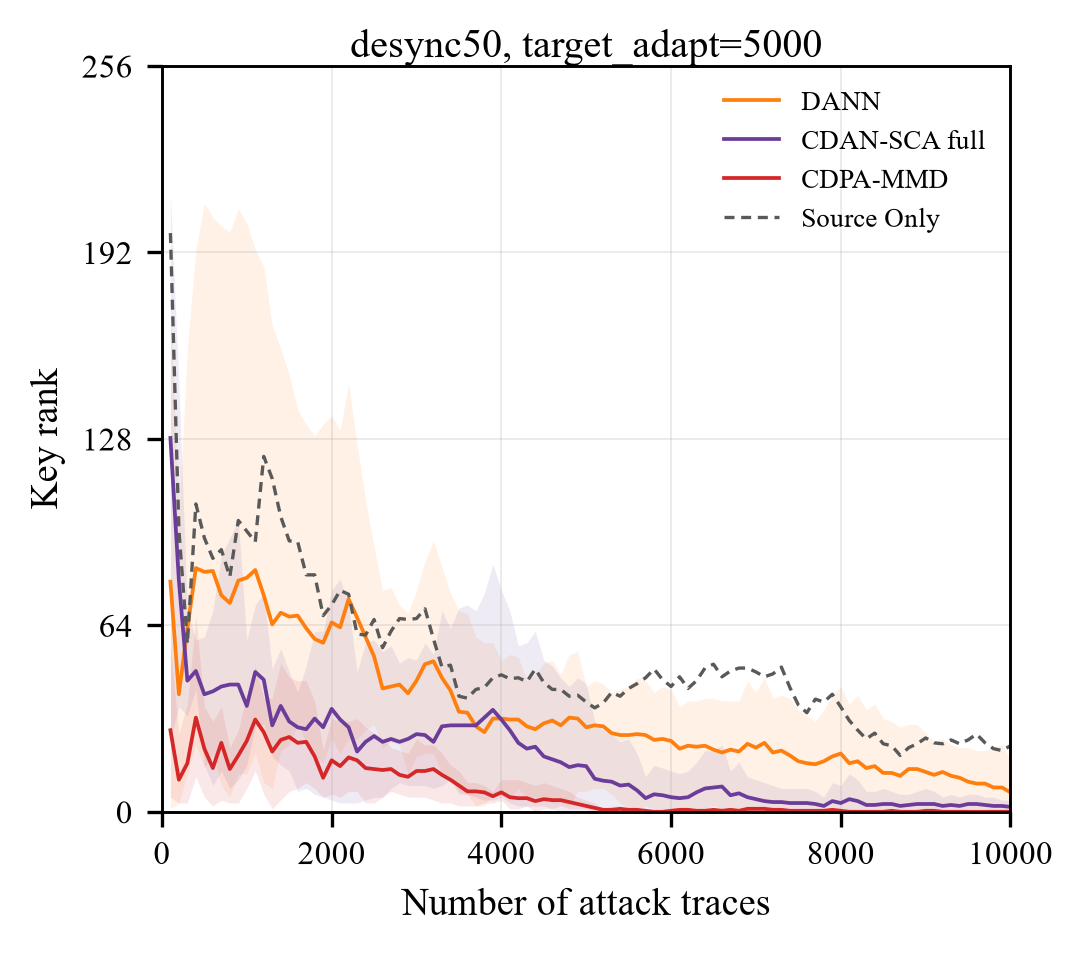 desync50, target_adapt=5000
256
192
128
64
0
Key rank
DANN
CDAN-SCA full
CDPA-MMD
Source Only
0 2000 4000 6000 8000 10000
Number of attack traces